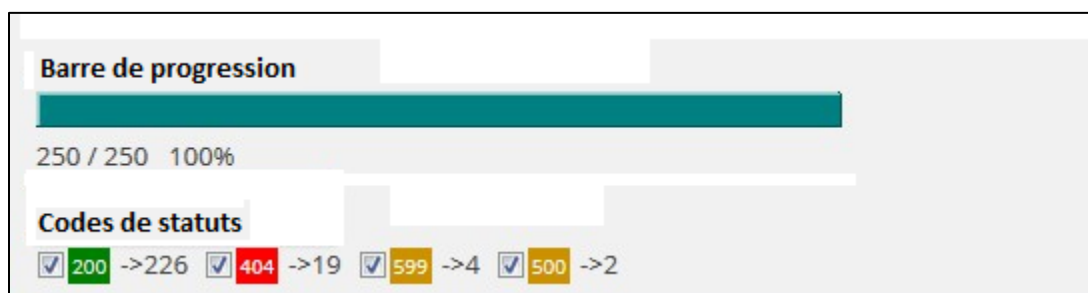 Barre de progression
250 / 250 100%
Codes de statuts
200 ->226 404 ->19 599 ->4 500 ->2